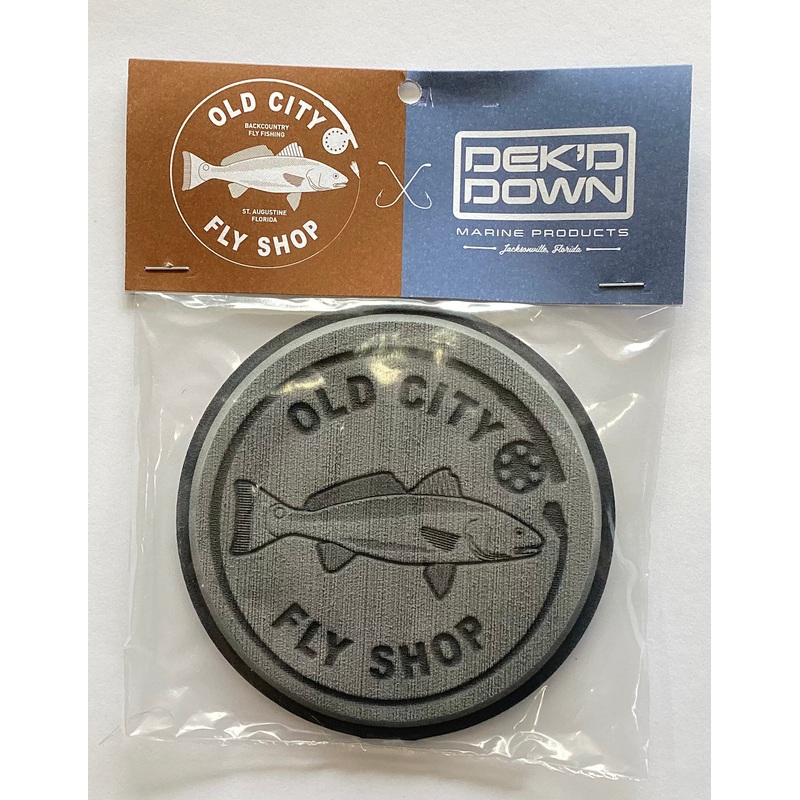 OLD CITY
BACKCOUNTRY
FLY FISHING
ST. AUGUSTINE
FLORIDA
FLY SHOP
DEK'D
DOWN
MARINE PRODUCTS
Jacksonville, Florida
OLD CITY
FLY SHOP